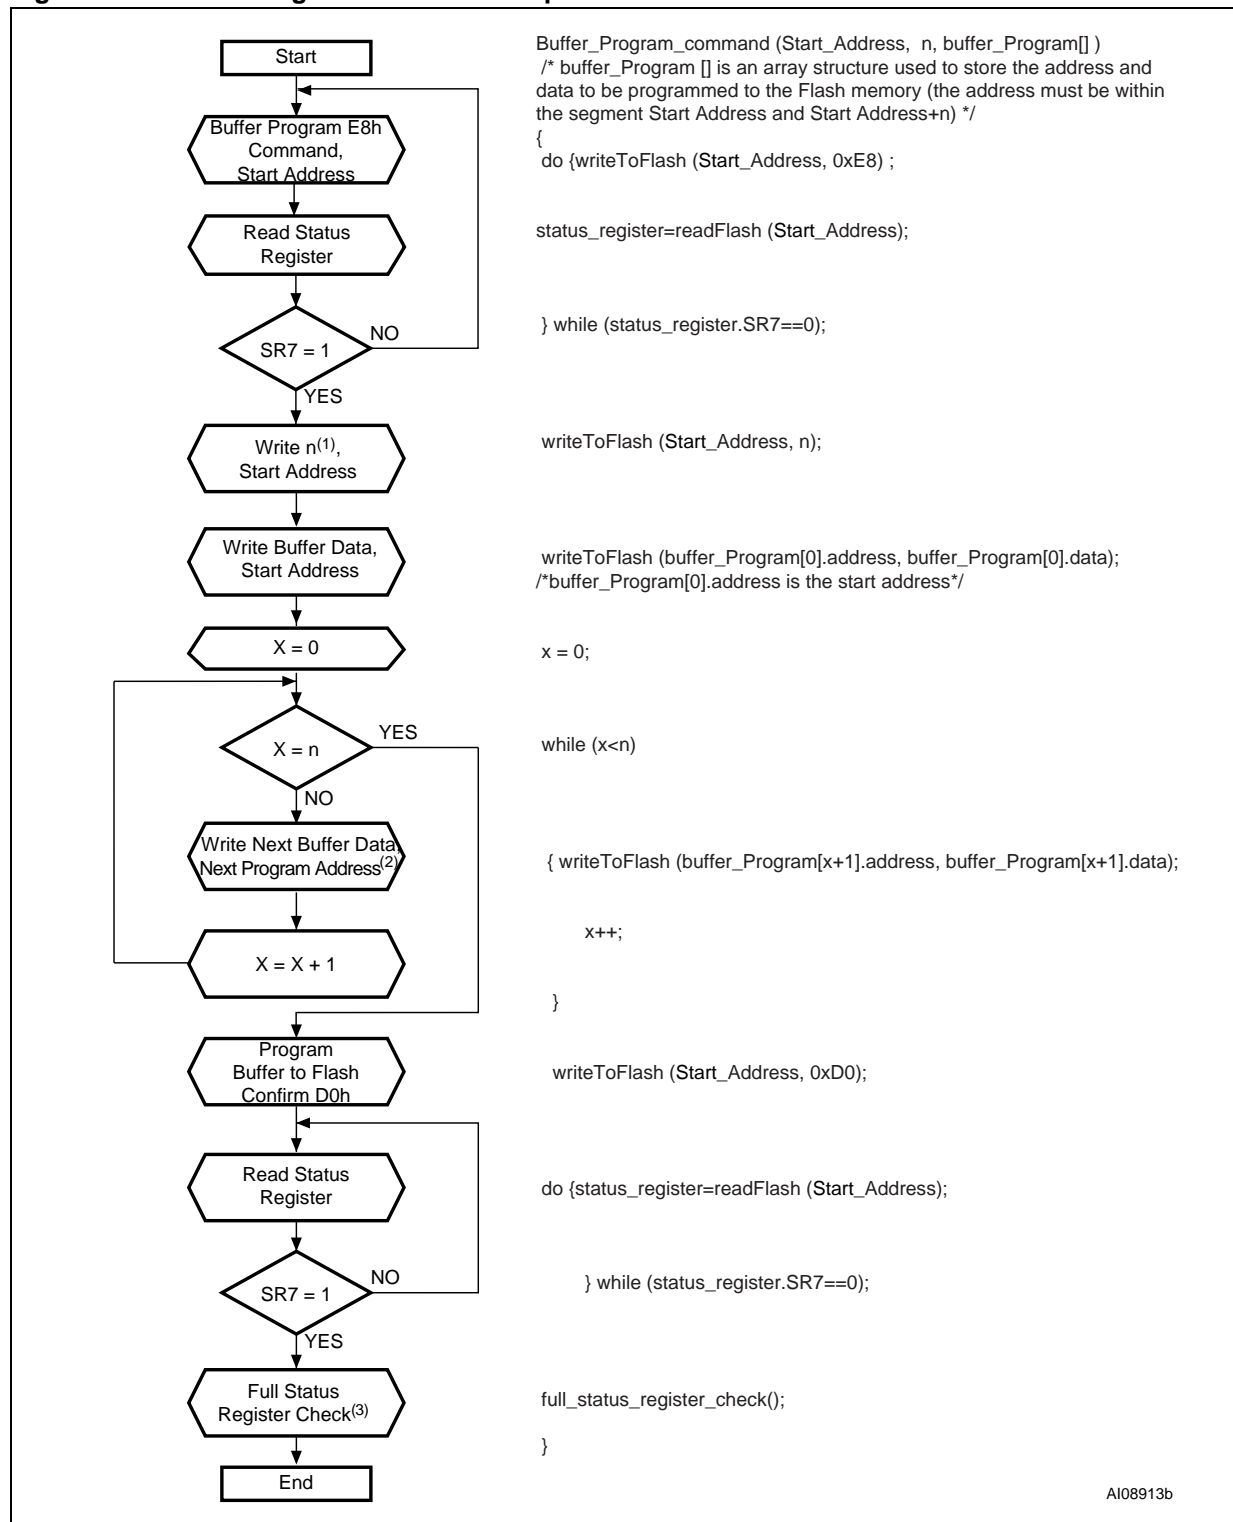 Start
Buffer_Program_command (Start_Address, n, buffer_Program[] )
/* buffer_Program [] is an array structure used to store the address and
data to be programmed to the Flash memory (the address must be within
the segment Start Address and Start Address+n) */
{
Buffer Program E8h
Command,
Start Address
do {writeToFlash (Start_Address, 0xE8) ;
Read Status
Register
status_register=readFlash (Start_Address);
SR7 = 1
NO
} while (status_register.SR7==0);
YES
Write n(1),
Start Address
writeToFlash (Start_Address, n);
Write Buffer Data,
Start Address
writeToFlash (buffer_Program[0].address, buffer_Program[0].data);
/*buffer_Program[0].address is the start address*/
X = 0
x = 0;
X = n
YES
while (x<n)
NO
Write Next Buffer Data,
Next Program Address(2)
{ writeToFlash (buffer_Program[x+1].address, buffer_Program[x+1].data);
X = X + 1
x++;
}
Program
Buffer to Flash
Confirm D0h
writeToFlash (Start_Address, 0xD0);
Read Status
Register
do {status_register=readFlash (Start_Address);
SR7 = 1
NO
} while (status_register.SR7==0);
YES
Full Status
Register Check(3)
full_status_register_check();
}
End
AI08913b